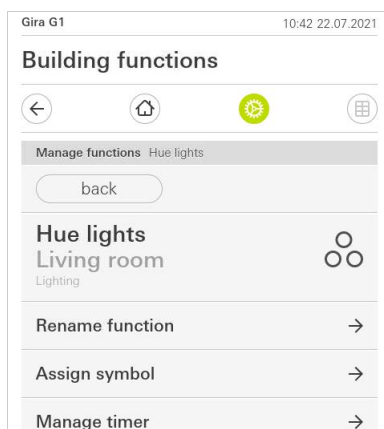 Gira G1 10:42 22.07.2021
Building functions
Manage functions Hue lights
back
Hue lights
Living room
Lighting
Rename function
Assign symbol
Manage timer